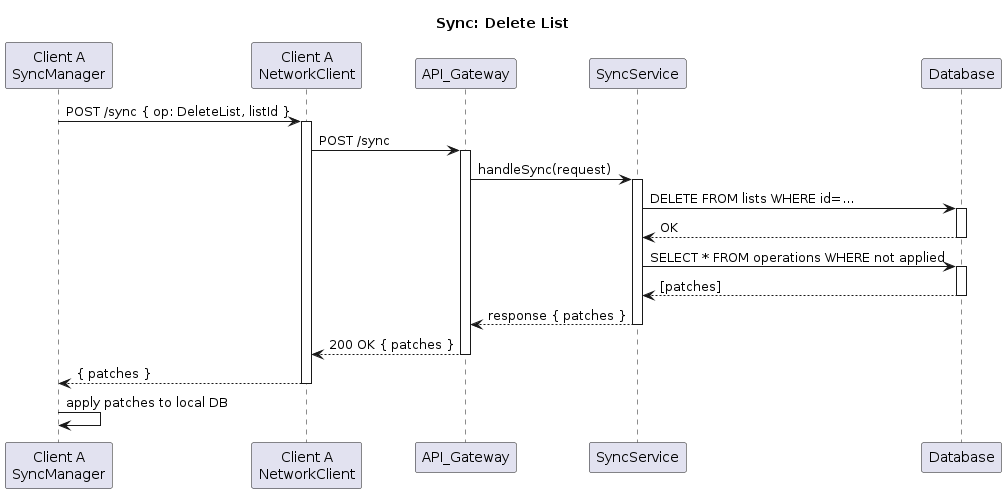 Sync: Delete List
Client A
SyncManager
Client A
NetworkClient
API_Gateway
SyncService
Database
POST /sync { op: DeleteList, listId }
POST /sync
handleSync(request)
DELETE FROM lists WHERE id=...
OK
SELECT * FROM operations WHERE not applied
[patches]
response { patches }
200 OK { patches }
{ patches }
apply patches to local DB
Client A
SyncManager
Client A
NetworkClient
API_Gateway
SyncService
Database